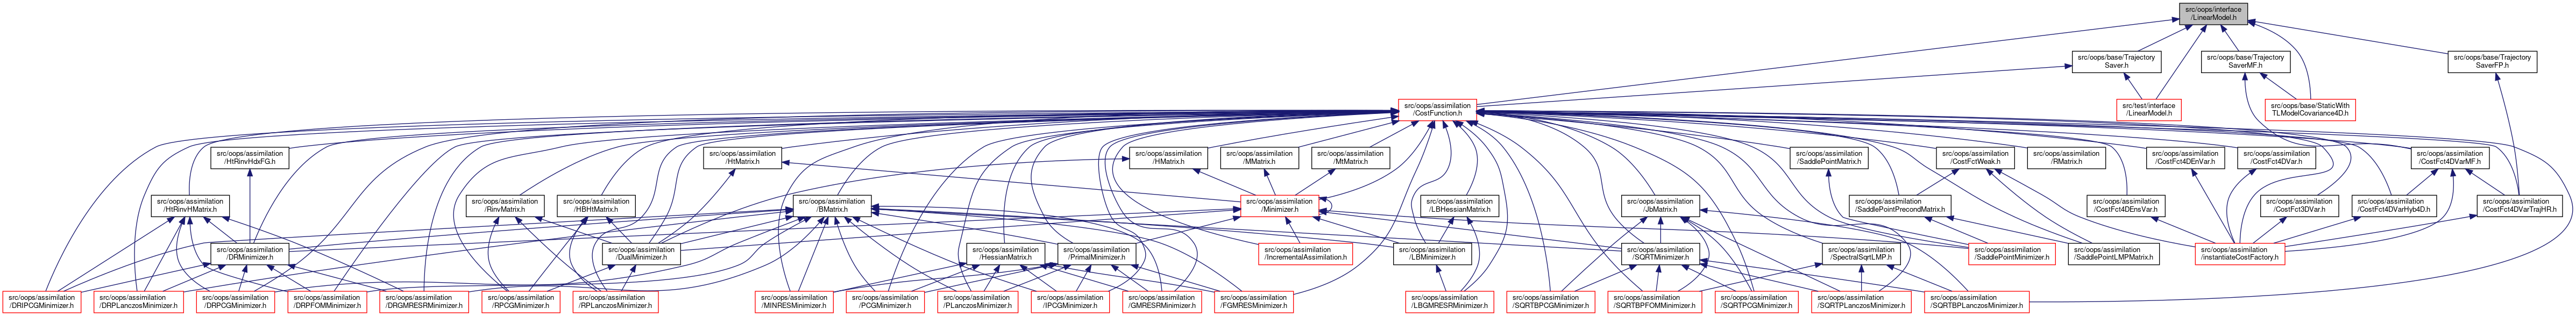 src/oops/interface
/LinearModel.h
src/oops/base/Trajectory
Saver.h
src/oops/base/Trajectory
SaverMF.h
src/oops/base/Trajectory
SaverFP.h
src/oops/assimilation
/CostFunction.h
src/test/interface
/LinearModel.h
src/oops/base/StaticWith
TLModelCovariance4D.h
src/oops/assimilation
/HtRinvHdxFG.h
src/oops/assimilation
/HtMatrix.h
src/oops/assimilation
/HMatrix.h
src/oops/assimilation
/MMatrix.h
src/oops/assimilation
/MtMatrix.h
src/oops/assimilation
/SaddlePointMatrix.h
src/oops/assimilation
/CostFctWeak.h
src/oops/assimilation
/RMatrix.h
src/oops/assimilation
/CostFct4DEnVar.h
src/oops/assimilation
/CostFct4DVar.h
src/oops/assimilation
/CostFct4DVarMF.h
src/oops/assimilation
/HtRinvHMatrix.h
src/oops/assimilation
/RinvMatrix.h
src/oops/assimilation
/HBHtMatrix.h
src/oops/assimilation
/BMatrix.h
src/oops/assimilation
/Minimizer.h
src/oops/assimilation
/LBHessianMatrix.h
src/oops/assimilation
/JbMatrix.h
src/oops/assimilation
/SaddlePointPrecondMatrix.h
src/oops/assimilation
/CostFct4DEnsVar.h
src/oops/assimilation
/CostFct3DVar.h
src/oops/assimilation
/CostFct4DVarHyb4D.h
src/oops/assimilation
/CostFct4DVarTrajHR.h
src/oops/assimilation
/DRMinimizer.h
src/oops/assimilation
/DualMinimizer.h
src/oops/assimilation
/HessianMatrix.h
src/oops/assimilation
/PrimalMinimizer.h
src/oops/assimilation
/IncrementalAssimilation.h
src/oops/assimilation
/LBMinimizer.h
src/oops/assimilation
/SQRTMinimizer.h
src/oops/assimilation
/SpectralSqrtLMP.h
src/oops/assimilation
/SaddlePointMinimizer.h
src/oops/assimilation
/SaddlePointLMPMatrix.h
src/oops/assimilation
/instantiateCostFactory.h
src/oops/assimilation
/DRIPCGMinimizer.h
src/oops/assimilation
/DRPLanczosMinimizer.h
src/oops/assimilation
/DRPCGMinimizer.h
src/oops/assimilation
/DRPFOMMinimizer.h
src/oops/assimilation
/DRGMRESRMinimizer.h
src/oops/assimilation
/RPCGMinimizer.h
src/oops/assimilation
/RPLanczosMinimizer.h
src/oops/assimilation
/MINRESMinimizer.h
src/oops/assimilation
/PCGMinimizer.h
src/oops/assimilation
/PLanczosMinimizer.h
src/oops/assimilation
/IPCGMinimizer.h
src/oops/assimilation
/GMRESRMinimizer.h
src/oops/assimilation
/FGMRESMinimizer.h
src/oops/assimilation
/LBGMRESRMinimizer.h
src/oops/assimilation
/SQRTBPCGMinimizer.h
src/oops/assimilation
/SQRTBPFOMMinimizer.h
src/oops/assimilation
/SQRTPCGMinimizer.h
src/oops/assimilation
/SQRTPLanczosMinimizer.h
src/oops/assimilation
/SQRTBPLanczosMinimizer.h